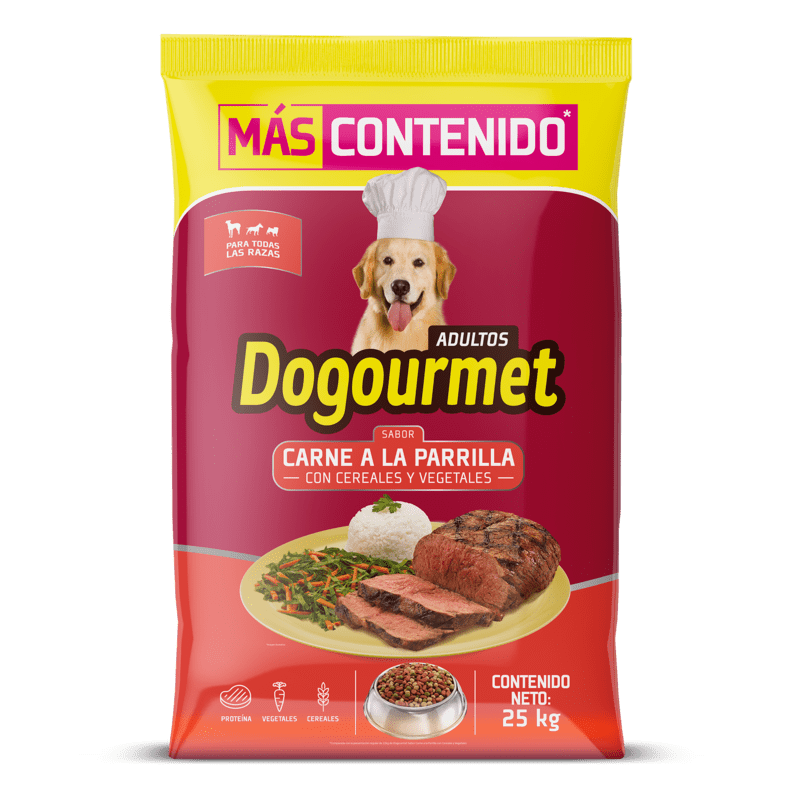 MÁS CONTENIDO*
PARA TODAS
LAS RAZAS
ADULTOS
Dogourmet
SABOR
CARNE A LA PARRILLA
CON CEREALES Y VEGETALES
PROTEÍNA
VEGETALES
CEREALES
CONTENIDO
NETO:
25 kg